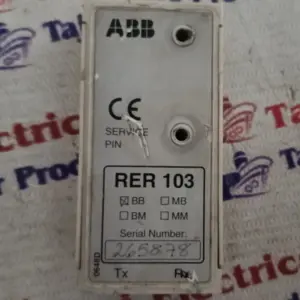 ABB
CE
SERVICE
PIN
RER 103
☒ BB ☐ MB
☐ BM ☐ MM
Serial Number:
265878
Tx Rx